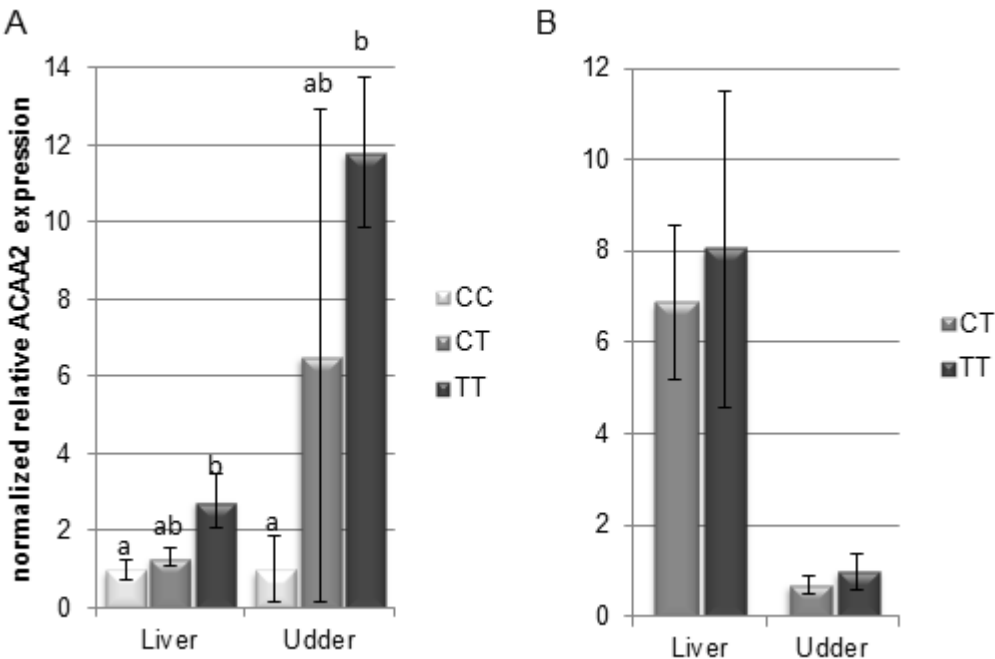 A
normalized relative ACAA2 expression
14
12
10
8
6
4
2
0
a
ab
b
a
ab
b
Liver
Udder
CC
CT
TT
B
12
10
8
6
4
2
0
Liver
Udder
CT
TT